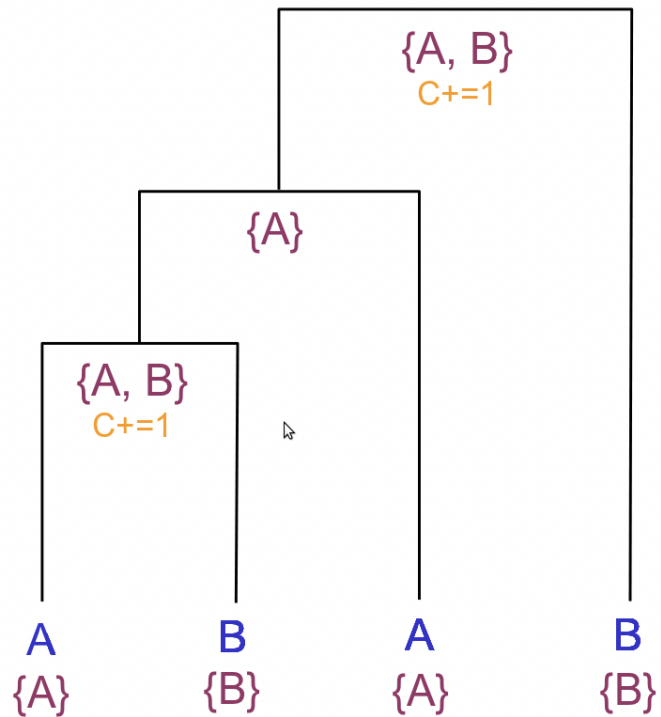 {A, B}
C+=1
{A}
{A, B}
C+=1
A B A B
{A} {B} {A} {B}